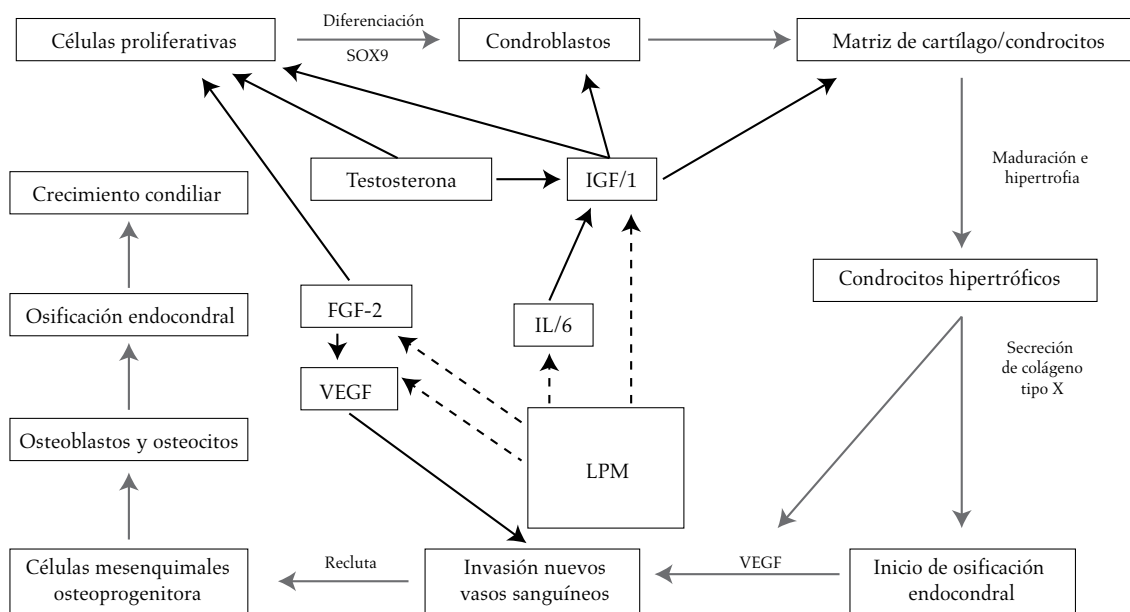 Células proliferativas
Diferenciación
SOX9
Condroblastos
Matriz de cartílago/condrocitos
Maduración e
hipertrofia
Testosterona
IGF/1
Crecimiento condiliar
Condrocitos hipertróficos
FGF-2
IL/6
Osificación endocondral
Secreción
de colágeno
tipo X
VEGF
Osteoblastos y osteocitos
LPM
Células mesenquimales
osteoprogenitora
Recluta
Invasión nuevos
vasos sanguíneos
VEGF
Inicio de osificación
endocondral